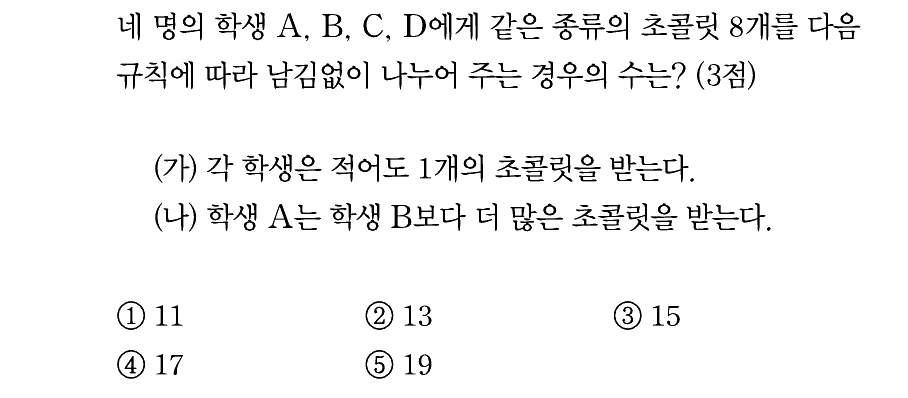 네 명의 학생 A, B, C, D에게 같은 종류의 초콜릿 8개를 다음
규칙에 따라 남김없이 나누어 주는 경우의 수는? (3점)
(가) 각 학생은 적어도 1개의 초콜릿을 받는다.
(나) 학생 A는 학생 B보다 더 많은 초콜릿을 받는다.
① 11 ② 13 ③ 15
④ 17 ⑤ 19